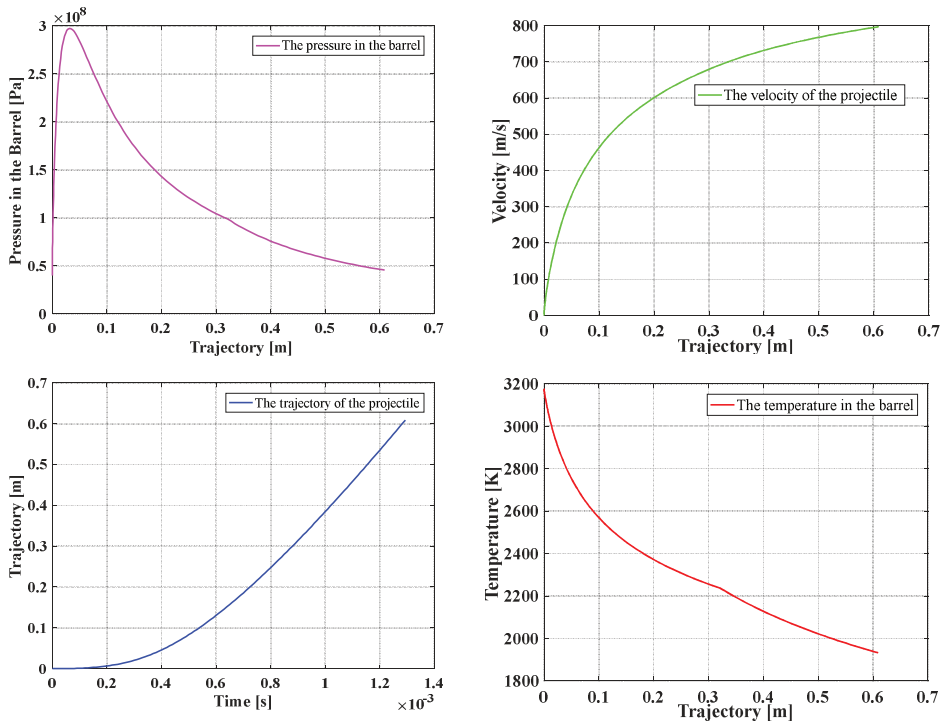 ×10⁸
3
2.5
2
1.5
1
0.5
0
0 0.1 0.2 0.3 0.4 0.5 0.6 0.7
Pressure in the Barrel [Pa]
Trajectory [m]
The pressure in the barrel
800
700
600
500
400
300
200
100
0
0 0.1 0.2 0.3 0.4 0.5 0.6 0.7
Velocity [m/s]
Trajectory [m]
The velocity of the projectile
0.7
0.6
0.5
0.4
0.3
0.2
0.1
0
0 0.2 0.4 0.6 0.8 1 1.2 1.4
×10⁻³
Trajectory [m]
Time [s]
The trajectory of the projectile
3200
3000
2800
2600
2400
2200
2000
1800
0 0.1 0.2 0.3 0.4 0.5 0.6 0.7
Temperature [K]
Trajectory [m]
The temperature in the barrel